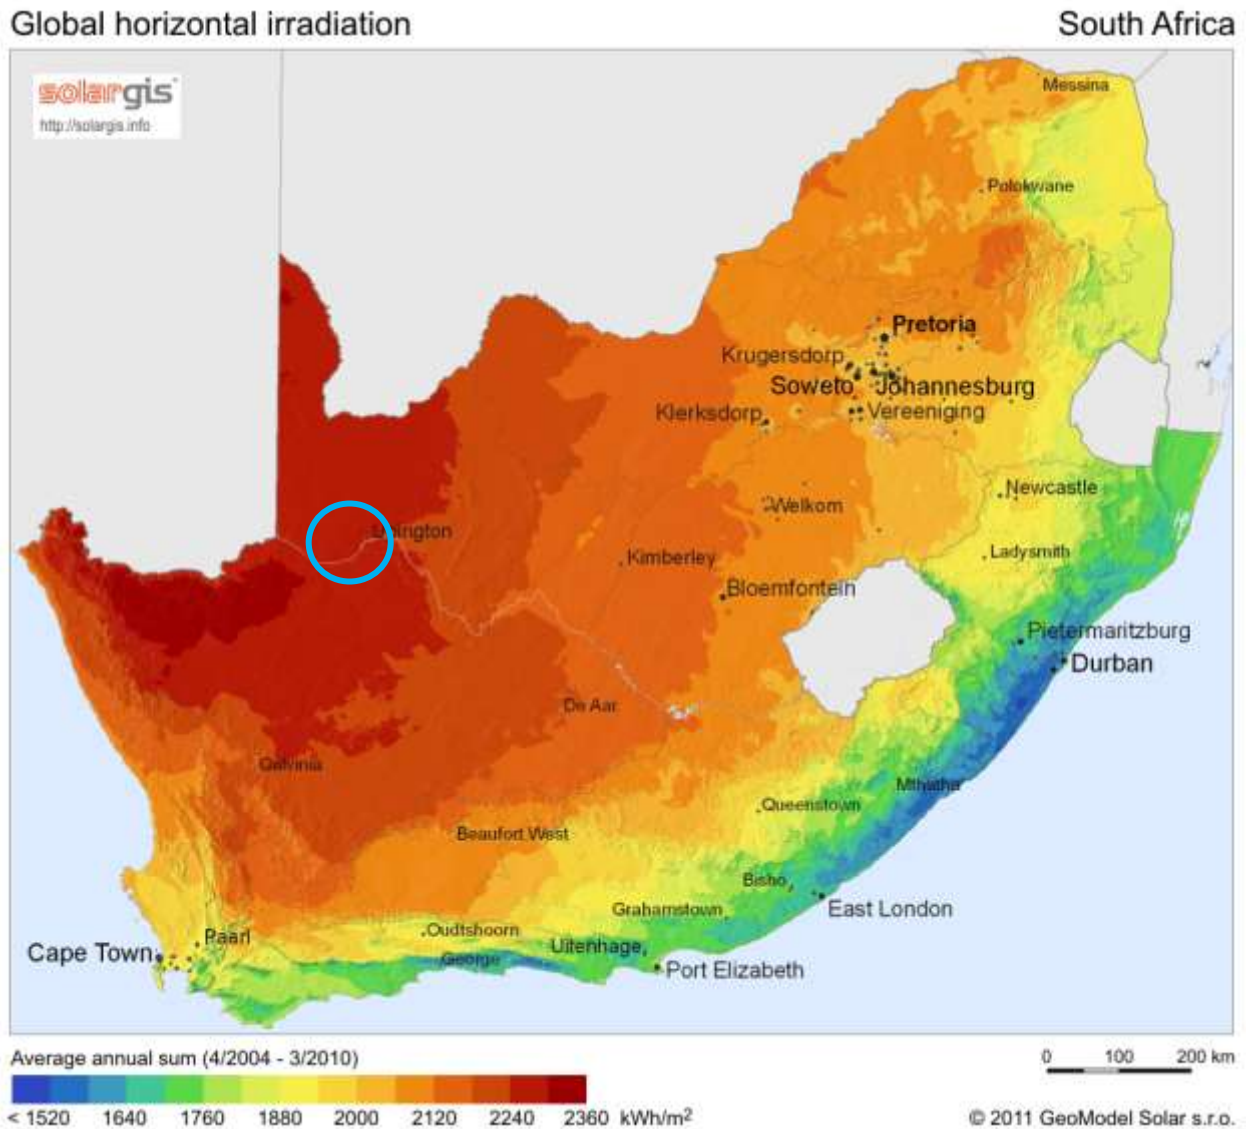 Global horizontal irradiation
South Africa
solargis
http://solargis.info
Messina
Polokwane
Pretoria
Krugersdorp
Soweto
Johannesburg
Klerksdorp
Vereeniging
Newcastle
Welkom
Upington
Ladysmith
Kimberley
Bloemfontein
Pietermaritzburg
Durban
De Aar
Calvinia
Mthatha
Queenstown
Beaufort West
Bisho
East London
Grahamstown
Oudtshoorn
Paarl
Cape Town
Uitenhage
George
Port Elizabeth
Average annual sum (4/2004 - 3/2010)
0 100 200 km
< 1520 1640 1760 1880 2000 2120 2240 2360 kWh/m²
© 2011 GeoModel Solar s.r.o.